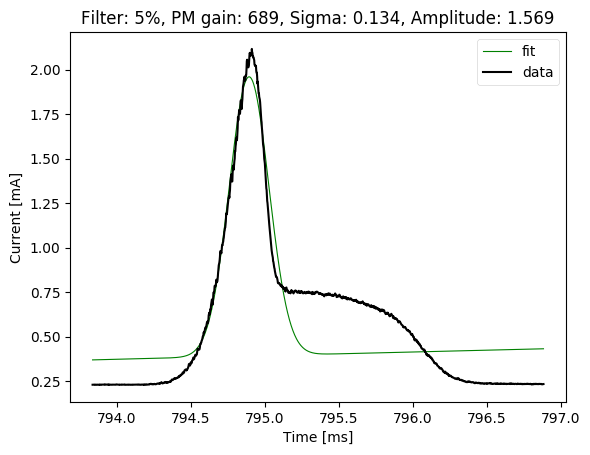 Filter: 5%, PM gain: 689, Sigma: 0.134, Amplitude: 1.569
fit
data
2.00
1.75
1.50
1.25
1.00
0.75
0.50
0.25
Current [mA]
794.0 794.5 795.0 795.5 796.0 796.5 797.0
Time [ms]